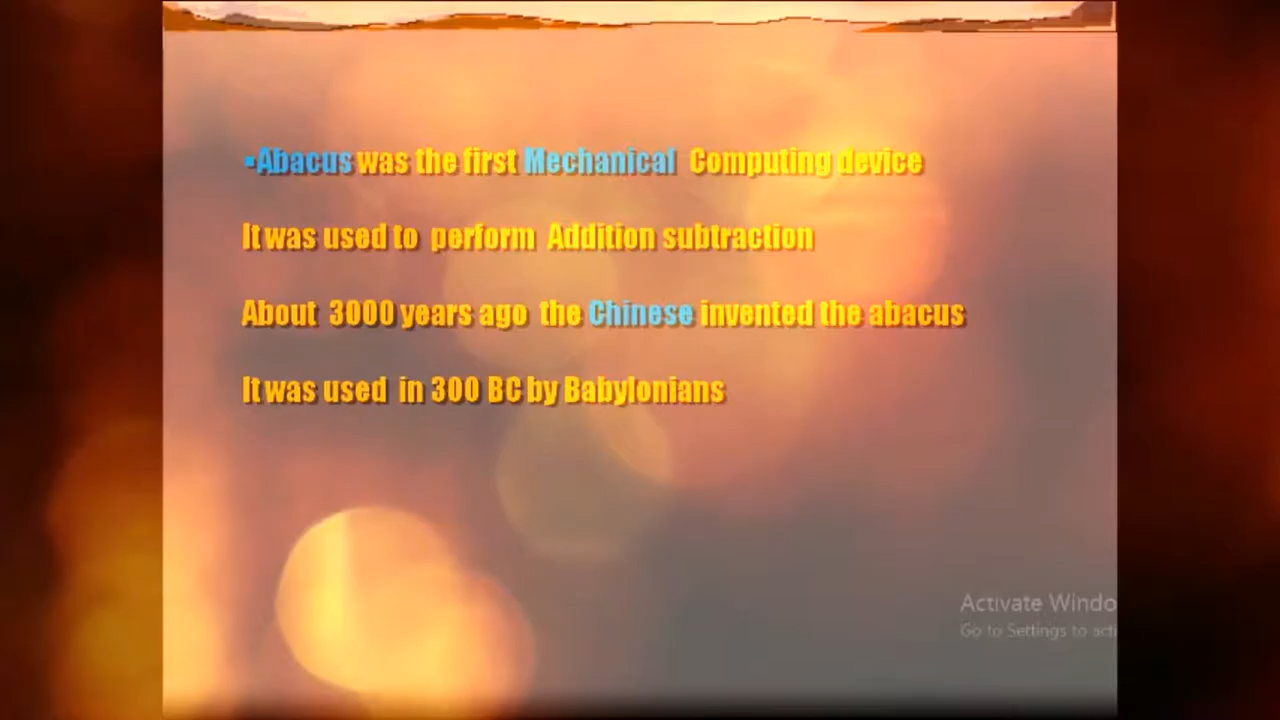 ▪Abacus was the first Mechanical Computing device
It was used to perform Addition subtraction
About 3000 years ago the Chinese invented the abacus
It was used in 300 BC by Babylonians
Activate Windo
Go to Settings to acti